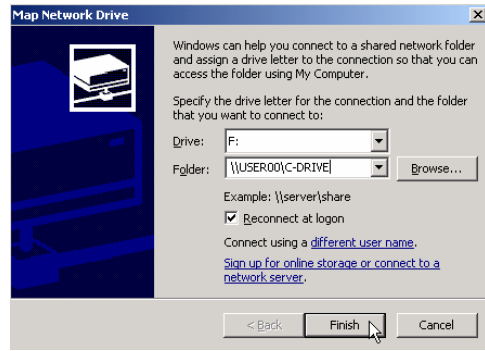 Map Network Drive
Windows can help you connect to a shared network folder
and assign a drive letter to the connection so that you can
access the folder using My Computer.
Specify the drive letter for the connection and the folder
that you want to connect to:
Drive: F:
Folder: \\USER00\C-DRIVE Browse...
Example: \\server\share
Reconnect at logon
Connect using a different user name.
Sign up for online storage or connect to a
network server.
< Back Finish Cancel